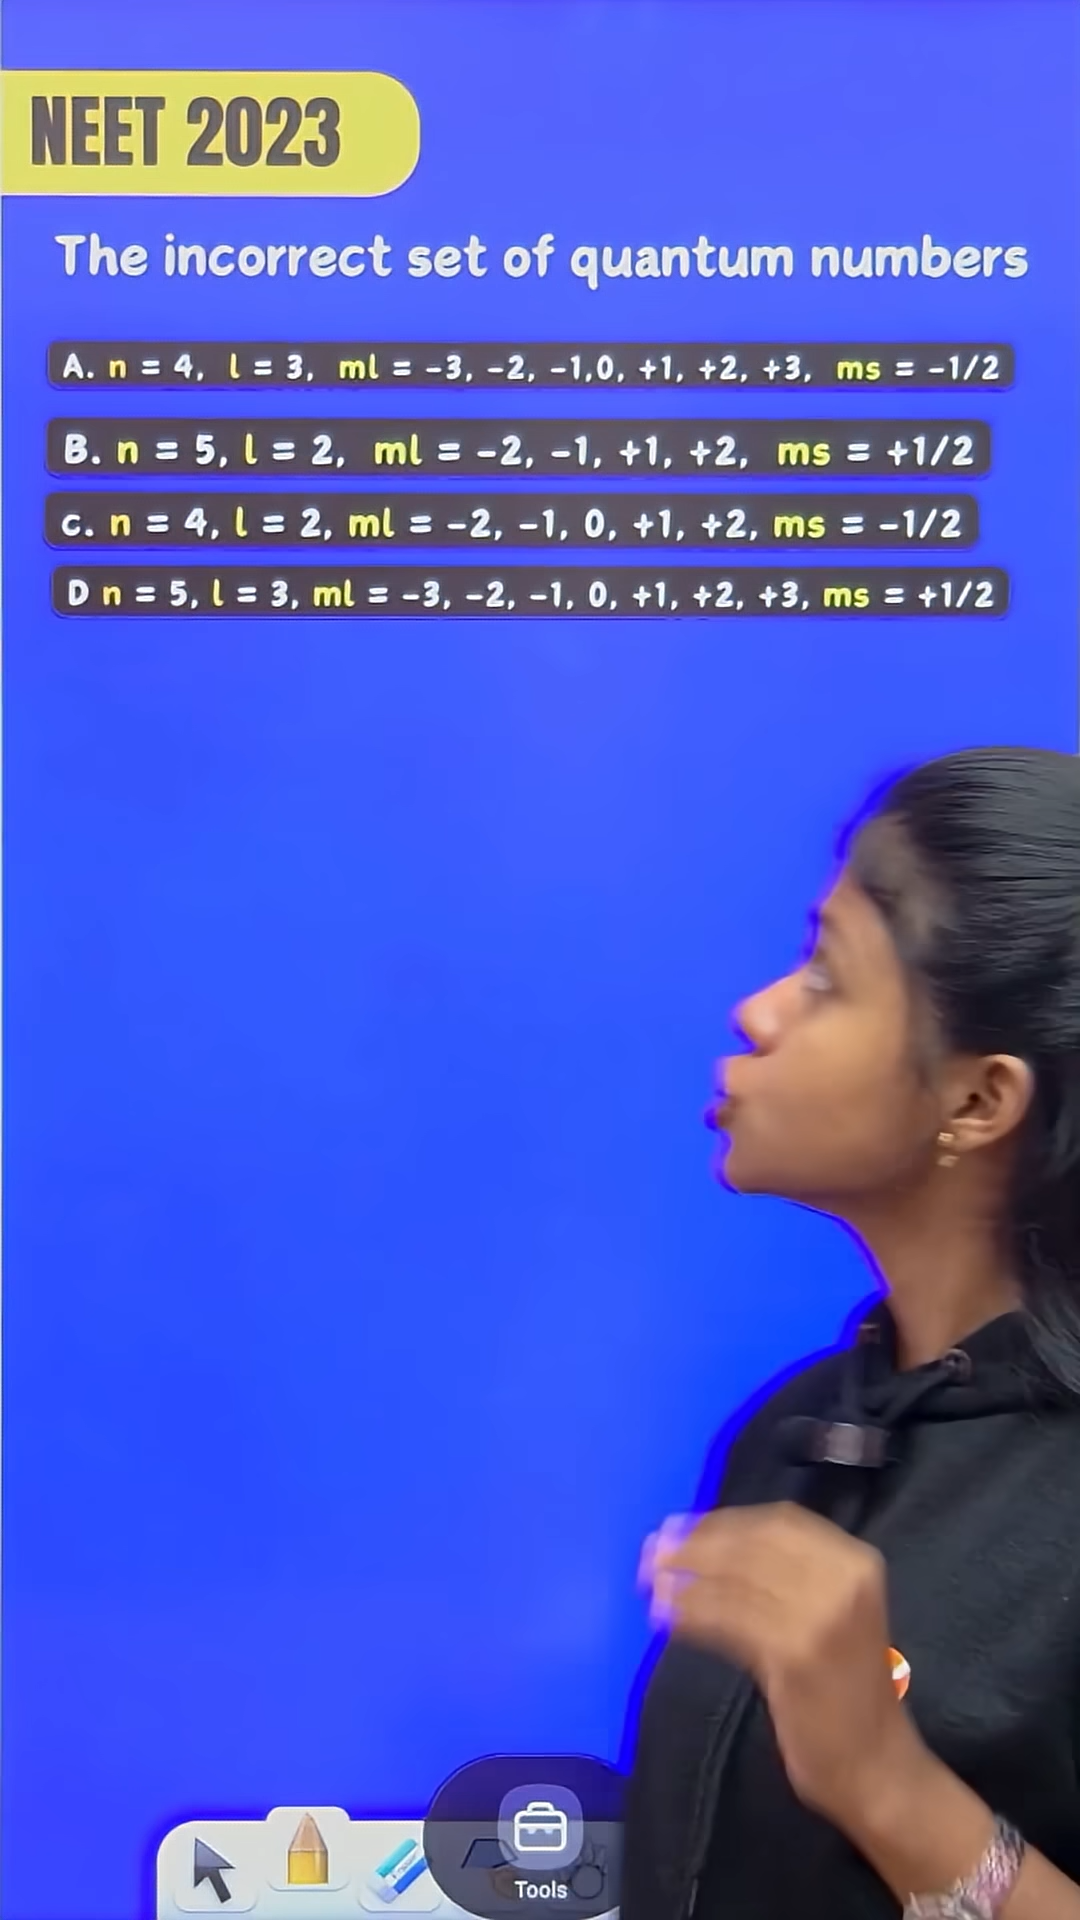 NEET 2023
The incorrect set of quantum numbers
A. n = 4, l = 3, ml = -3, -2, -1,0, +1, +2, +3, ms = -1/2
B. n = 5, l = 2, ml = -2, -1, +1, +2, ms = +1/2
c. n = 4, l = 2, ml = -2, -1, 0, +1, +2, ms = -1/2
D n = 5, l = 3, ml = -3, -2, -1, 0, +1, +2, +3, ms = +1/2
Tools